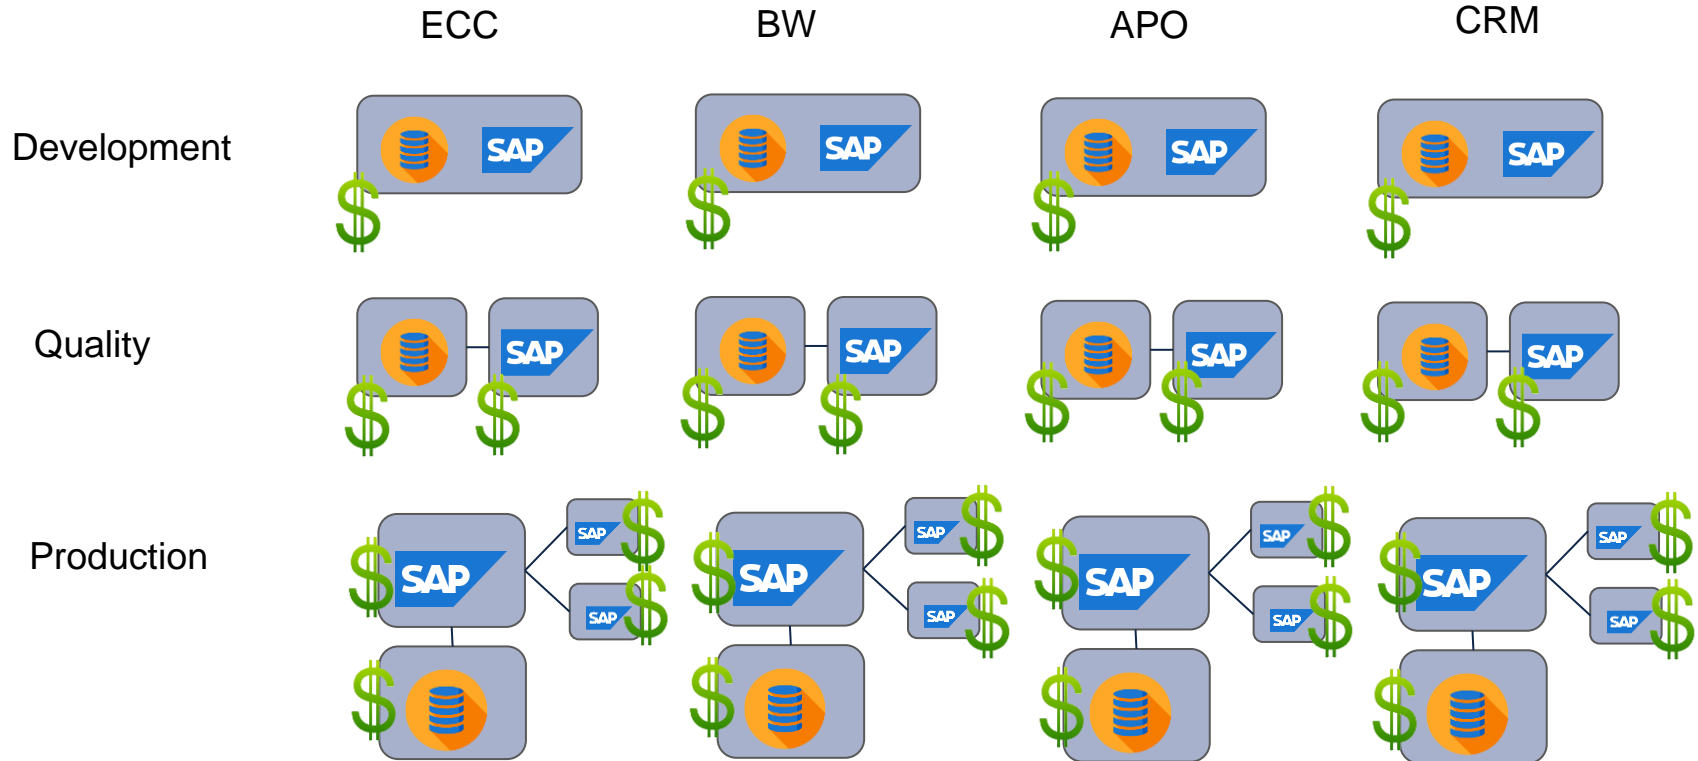 ECC BW APO CRM
Development SAP SAP SAP SAP
Quality SAP SAP SAP SAP
SAP SAP SAP SAP
Production SAP SAP SAP SAP
SAP SAP SAP SAP